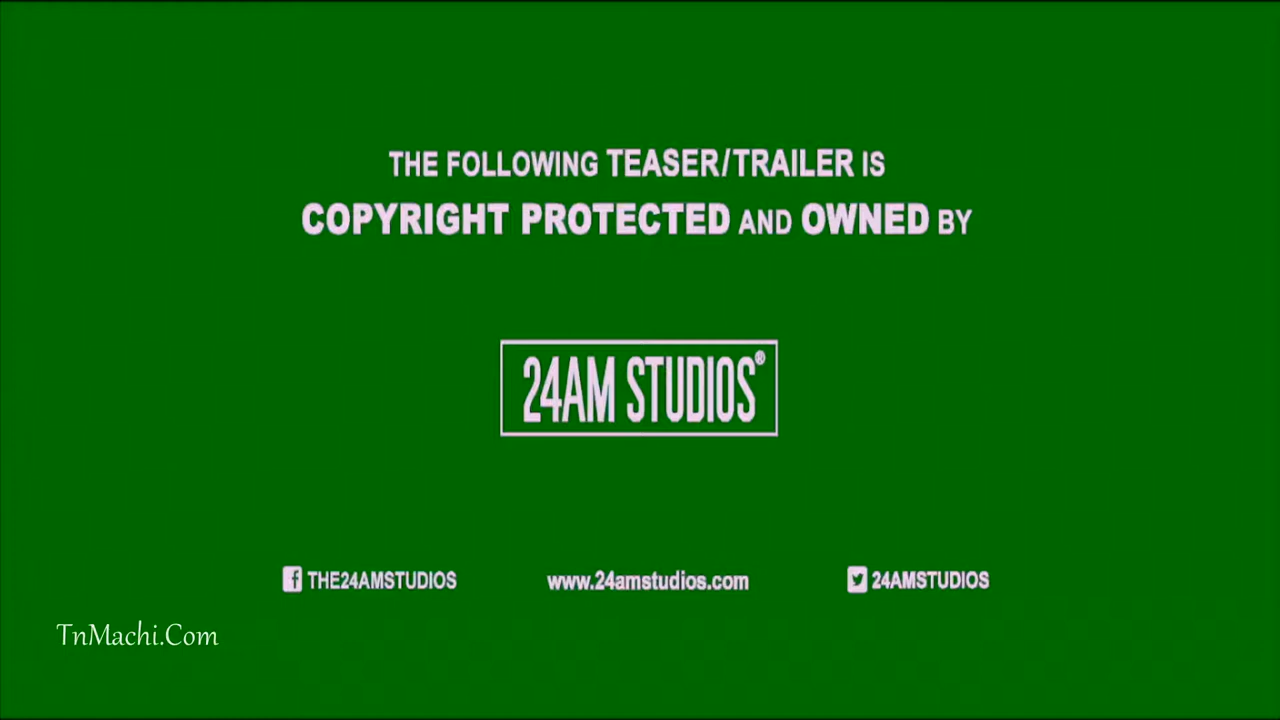 THE FOLLOWING TEASER/TRAILER IS
COPYRIGHT PROTECTED AND OWNED BY
24AM STUDIOS®
THE24AMSTUDIOS
www.24amstudios.com
24AMSTUDIOS
TnMachi.Com